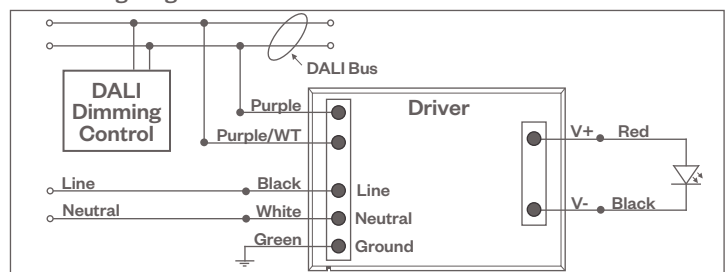 DALI Bus
DALI
Dimming
Control
Purple
Driver
Purple/WT
V+
Red
Line
Black
Line
Neutral
White
Neutral
V-
Black
Green
Ground